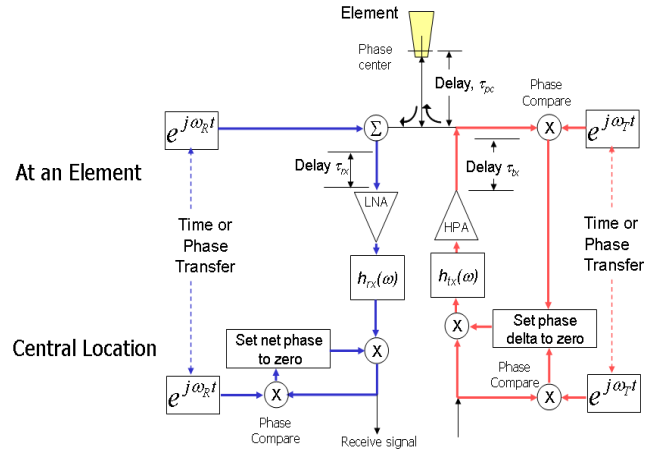 Element
Phase
center
Delay, τpc
Phase
Compare
e^jωRt
Σ
X
e^jωTt
At an Element
Delay τrx
Delay τtx
LNA
HPA
Time or
Phase
Transfer
Time or
Phase
Transfer
hrx(ω)
htx(ω)
Central Location
Set net phase
to zero
X
X
Set phase
delta to zero
Phase
Compare
e^jωRt
X
X
e^jωTt
Phase
Compare
Receive signal